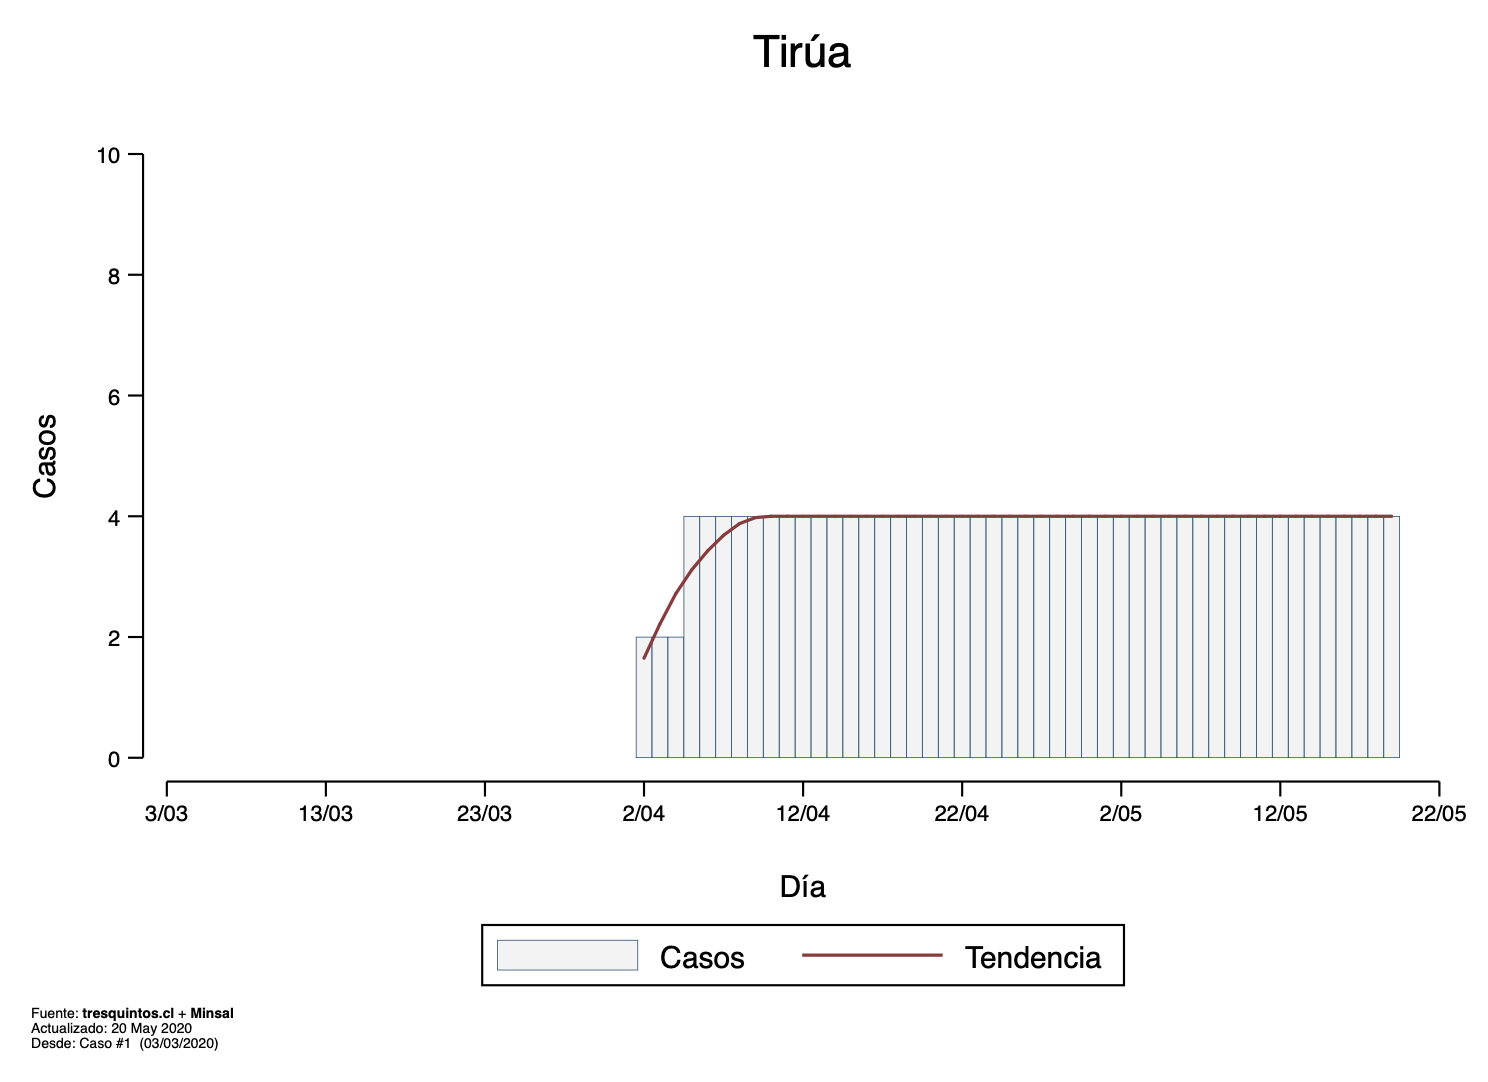 Tirúa
10
8
6
4
2
0
Casos
3/03 13/03 23/03 2/04 12/04 22/04 2/05 12/05 22/05
Día
Casos Tendencia
Fuente: tresquintos.cl + Minsal
Actualizado: 20 May 2020
Desde: Caso #1 (03/03/2020)